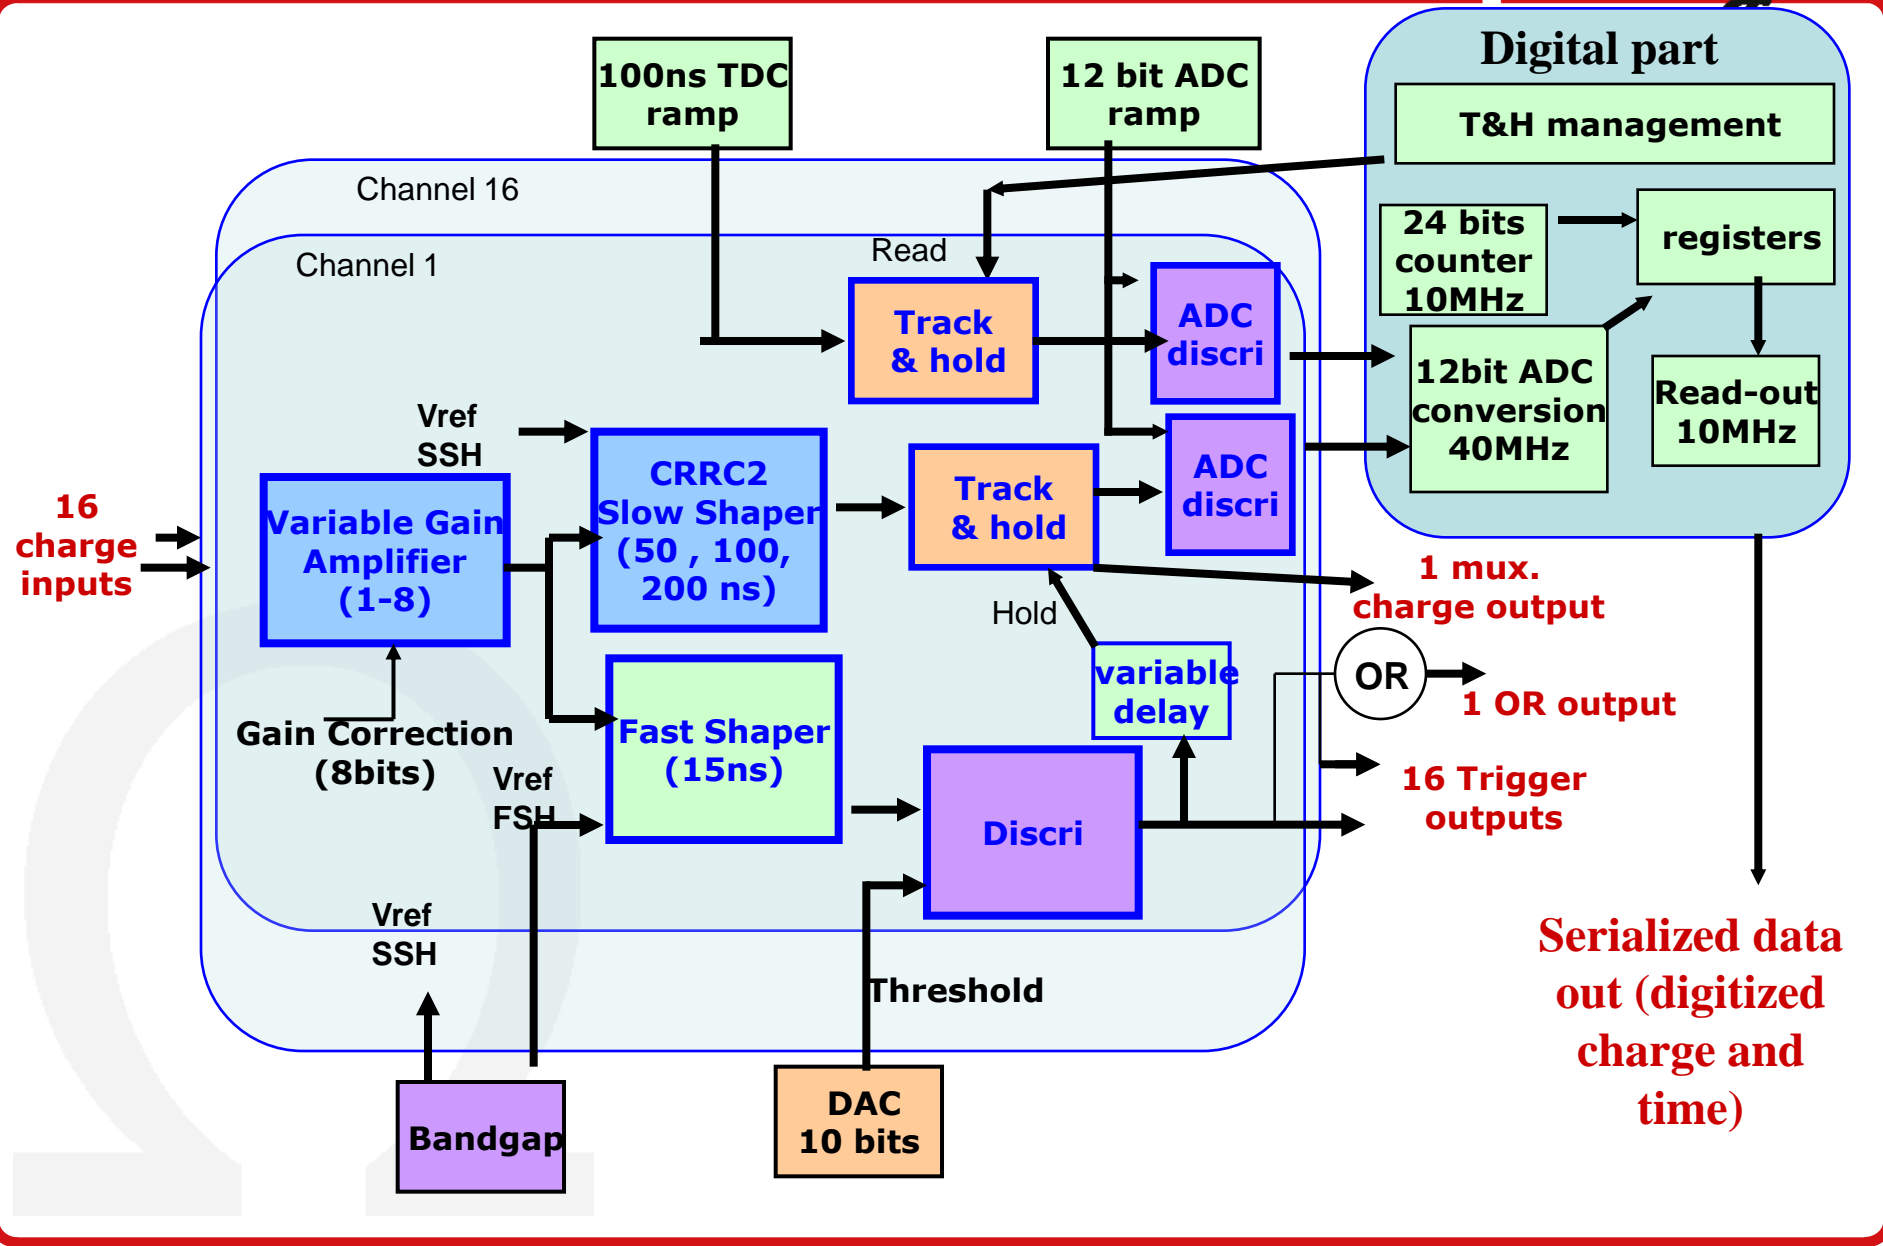 Digital part
100ns TDC
ramp
12 bit ADC
ramp
T&H management
Channel 16
Channel 1
Read
24 bits
counter
10MHz
registers
Track
& hold
ADC
discri
12bit ADC
conversion
40MHz
Read-out
10MHz
Vref
SSH
CRRC2
Slow Shaper
(50 , 100,
200 ns)
Track
& hold
ADC
discri
16
charge
inputs
Variable Gain
Amplifier
(1-8)
1 mux.
charge output
Hold
variable
delay
OR
1 OR output
Gain Correction
(8bits)
Vref
FSH
Fast Shaper
(15ns)
Discri
16 Trigger
outputs
Vref
SSH
Threshold
Serialized data
out (digitized
charge and
time)
Bandgap
DAC
10 bits